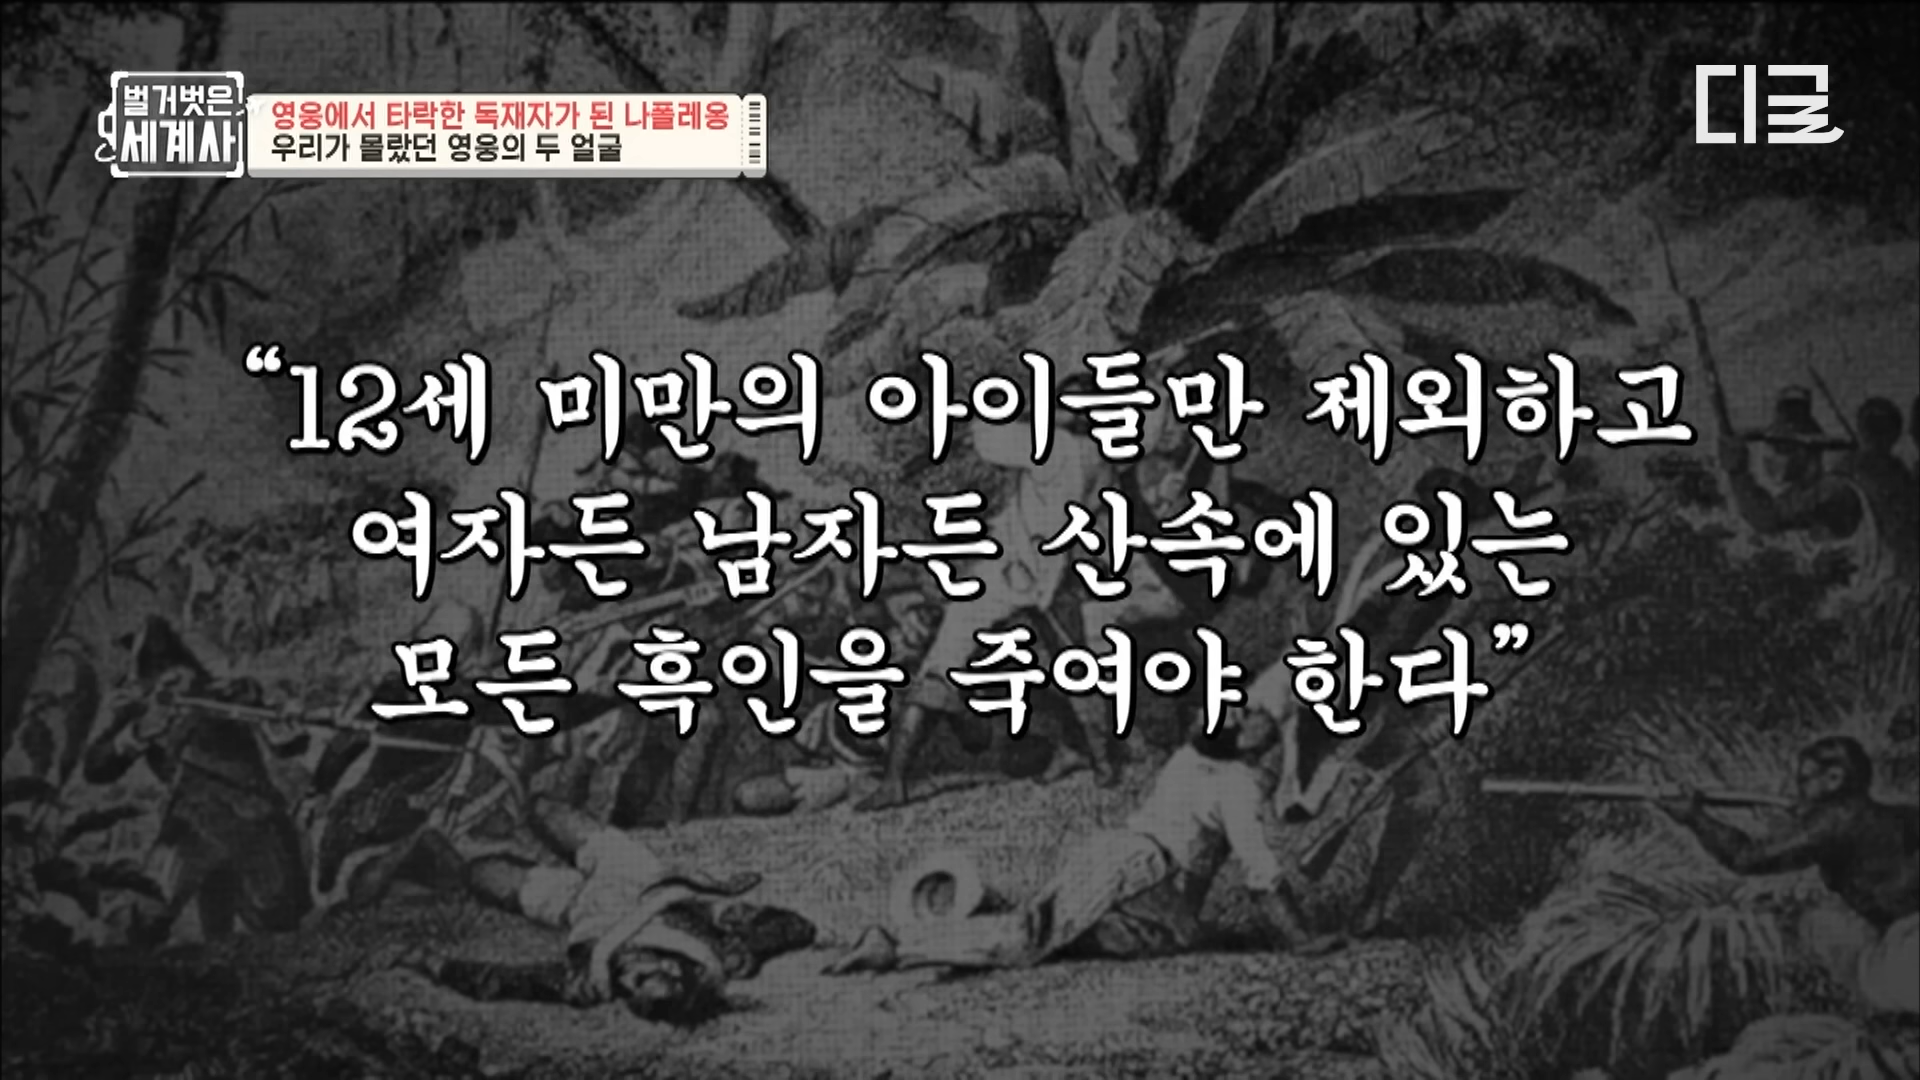 벌거벗은
세계사
영웅에서 타락한 독재자가 된 나폴레옹
우리가 몰랐던 영웅의 두 얼굴
디글
“12세 미만의 아이들만 제외하고
여자든 남자든 산속에 있는
모든 흑인을 죽여야 한다”